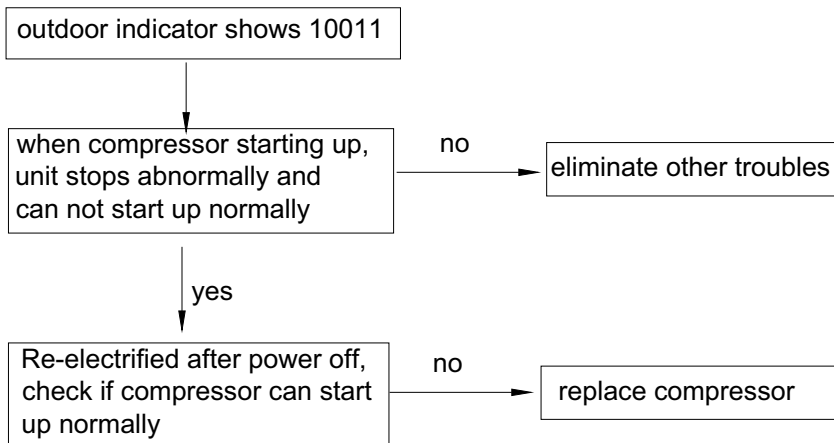 outdoor indicator shows 10011
when compressor starting up,
unit stops abnormally and
can not start up normally
no
eliminate other troubles
yes
Re-electrified after power off,
check if compressor can start
up normally
no
replace compressor